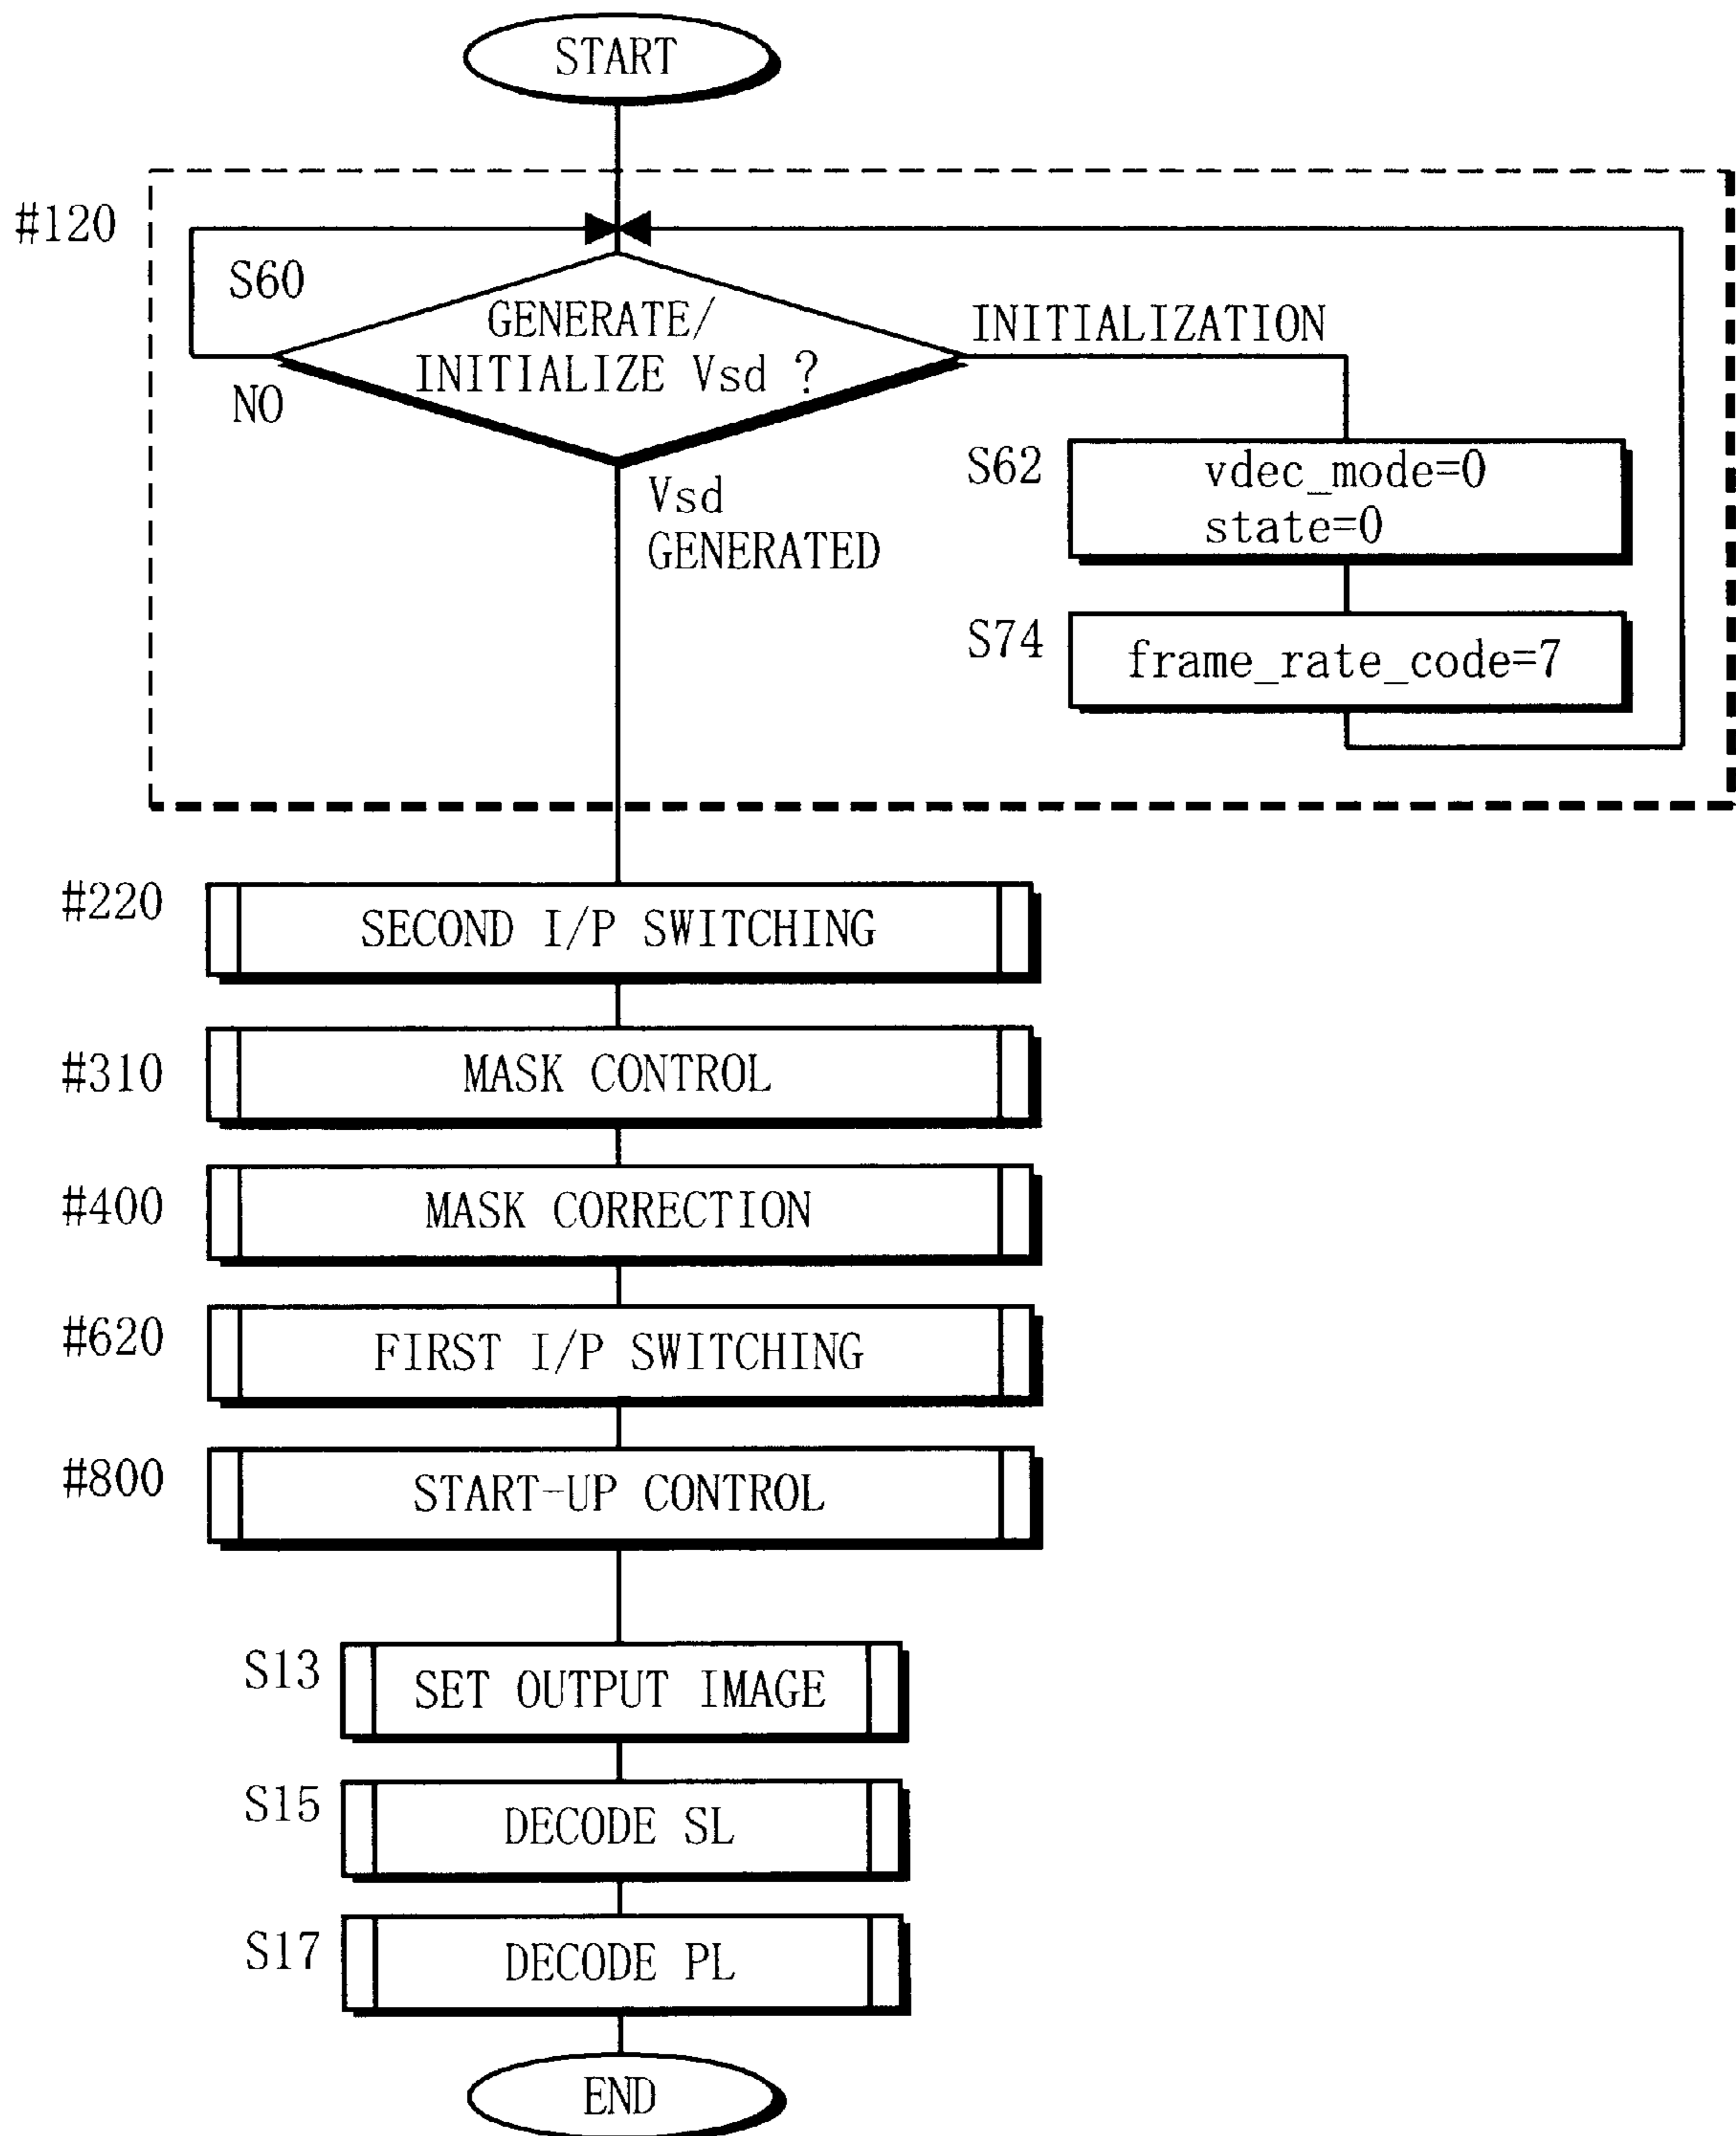 START
#120
S60
GENERATE/
INITIALIZE Vsd ?
INITIALIZATION
NO
Vsd
GENERATED
S62
vdec_mode=0
state=0
S74
frame_rate_code=7
#220
SECOND I/P SWITCHING
#310
MASK CONTROL
#400
MASK CORRECTION
#620
FIRST I/P SWITCHING
#800
START-UP CONTROL
S13
SET OUTPUT IMAGE
S15
DECODE SL
S17
DECODE PL
END